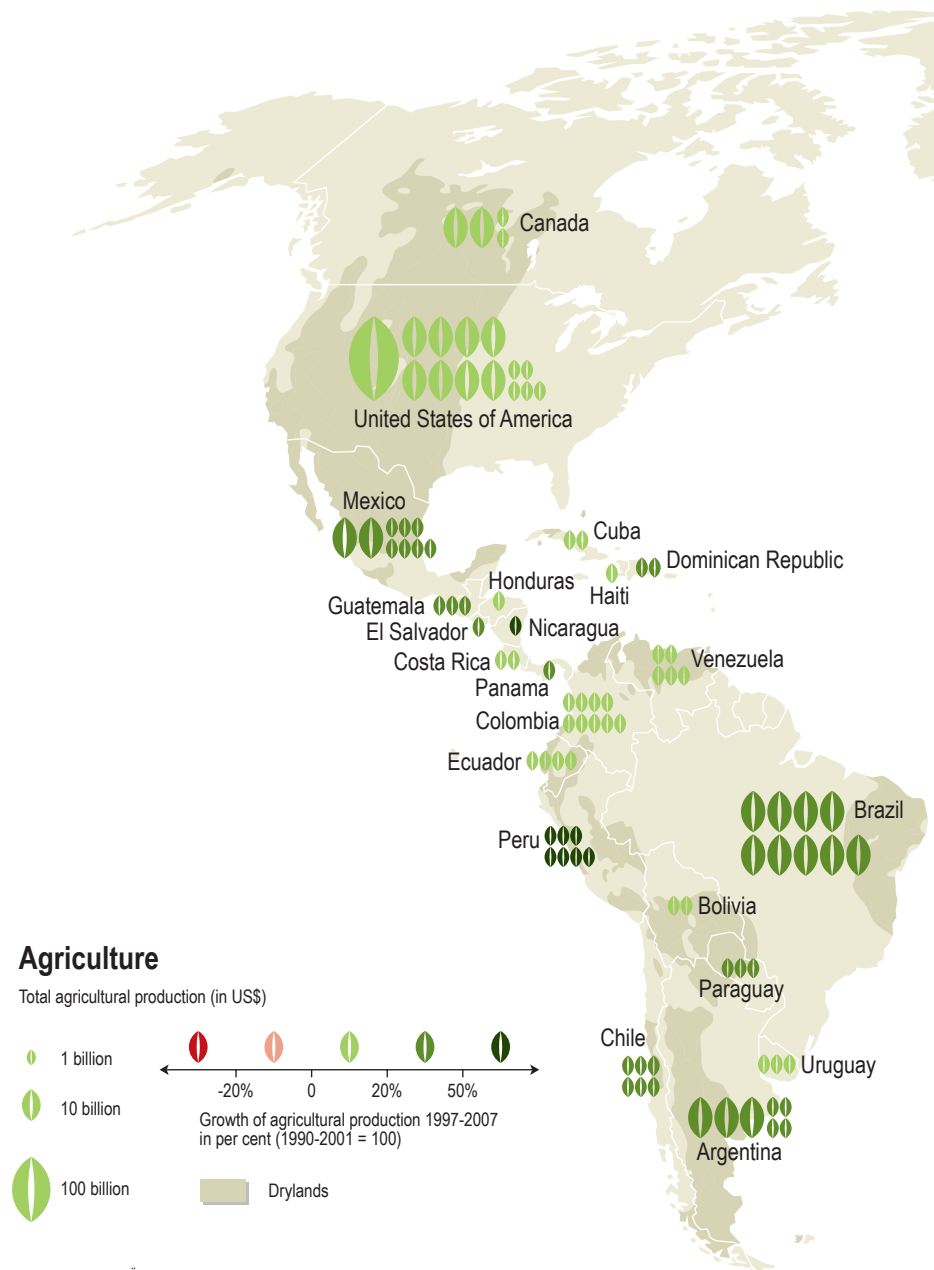 Canada
United States of America
Mexico
Cuba
Dominican Republic
Haiti
Honduras
Guatemala
El Salvador
Nicaragua
Costa Rica
Panama
Venezuela
Colombia
Ecuador
Brazil
Peru
Bolivia
Paraguay
Chile
Uruguay
Argentina
Agriculture
Total agricultural production (in US$)
1 billion
10 billion
100 billion
-20% 0 20% 50%
Growth of agricultural production 1997-2007
in per cent (1990-2001 = 100)
Drylands